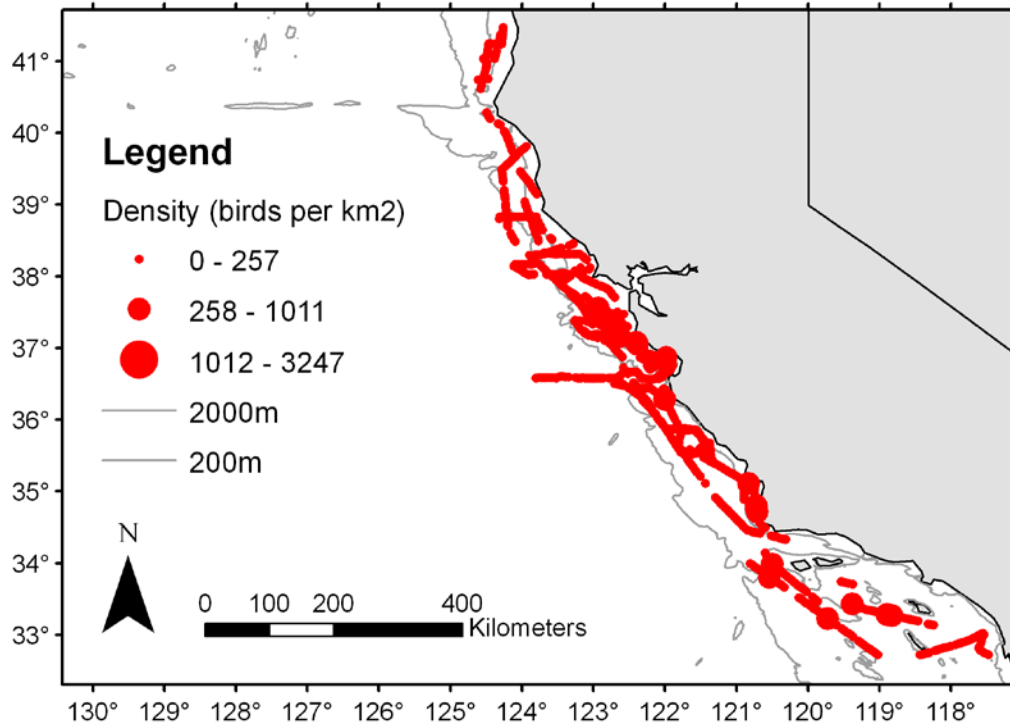 41°
40°
39°
38°
37°
36°
35°
34°
33°
Legend
Density (birds per km2)
0 - 257
258 - 1011
1012 - 3247
2000m
200m
N
0 100 200 400
Kilometers
130° 129° 128° 127° 126° 125° 124° 123° 122° 121° 120° 119° 118°